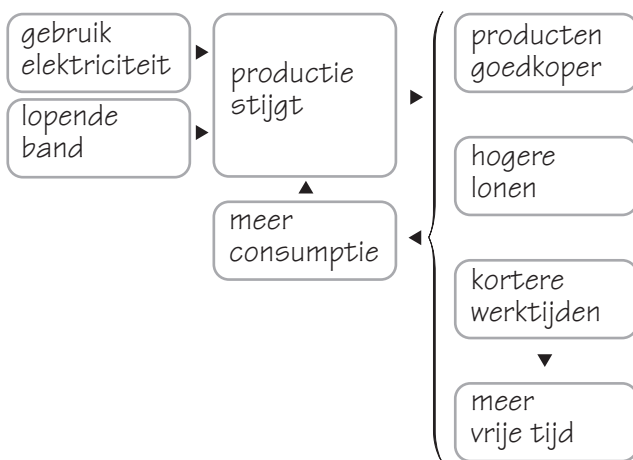 gebruik
elektriciteit
lopende
band
productie
stijgt
meer
consumptie
producten
goedkoper
hogere
lonen
kortere
werktijden
meer
vrije tijd